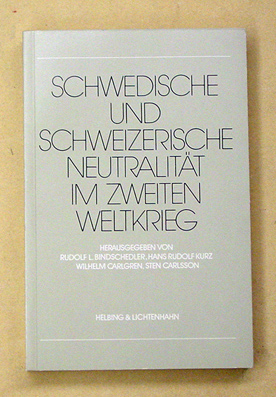 SCHWEDISCHE
UND
SCHWEIZERISCHE
NEUTRALITÄT
IM ZWEITEN
WELTKRIEG
HERAUSGEGEBEN VON
RUDOLF L. BINDSCHEDLER, HANS RUDOLF KURZ
WILHELM CARLGREN, STEN CARLSSON
HELBING & LICHTENHAHN